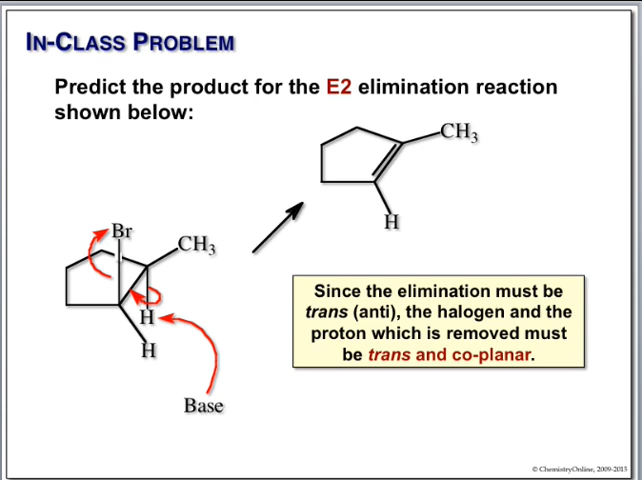 IN-CLASS PROBLEM
Predict the product for the E2 elimination reaction
shown below:
CH3
H
Br
CH3
H
H
Base
Since the elimination must be
trans (anti), the halogen and the
proton which is removed must
be trans and co-planar.
© ChemistryOnline, 2009-2015